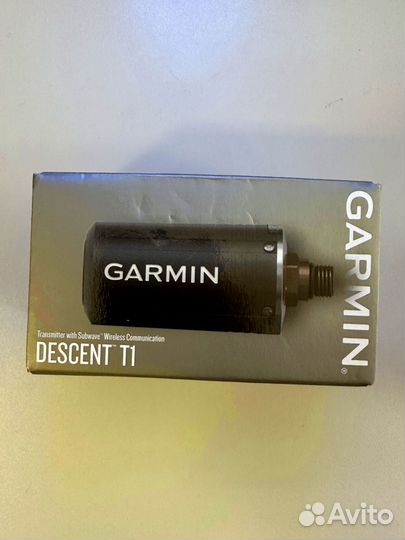 GARMIN
GARMIN®
Transmitter with Subwave™ Wireless Communication
DESCENT™ T1
Avito